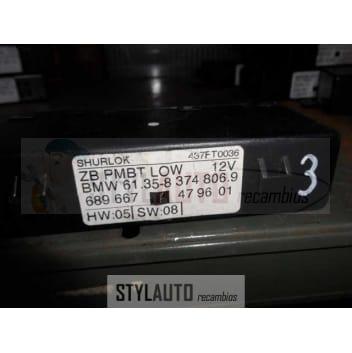 SHURLOK 437FT0036
ZB PMBT LOW 12V
BMW 61.35-8 374 806.9
689 667 47 96 01
HW:05 SW:08
3
STYLAUTO recambios